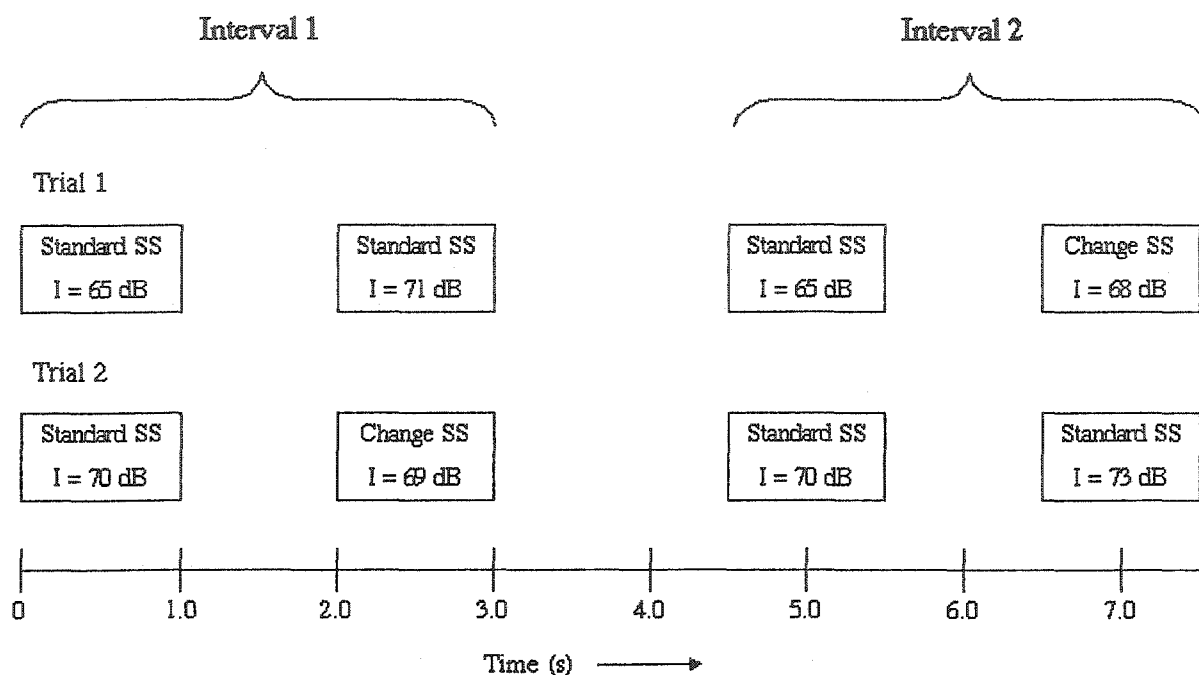 Interval 1
Interval 2
Trial 1
Standard SS
I = 65 dB
Standard SS
I = 71 dB
Standard SS
I = 65 dB
Change SS
I = 68 dB
Trial 2
Standard SS
I = 70 dB
Change SS
I = 69 dB
Standard SS
I = 70 dB
Standard SS
I = 73 dB
0 1.0 2.0 3.0 4.0 5.0 6.0 7.0
Time (s)